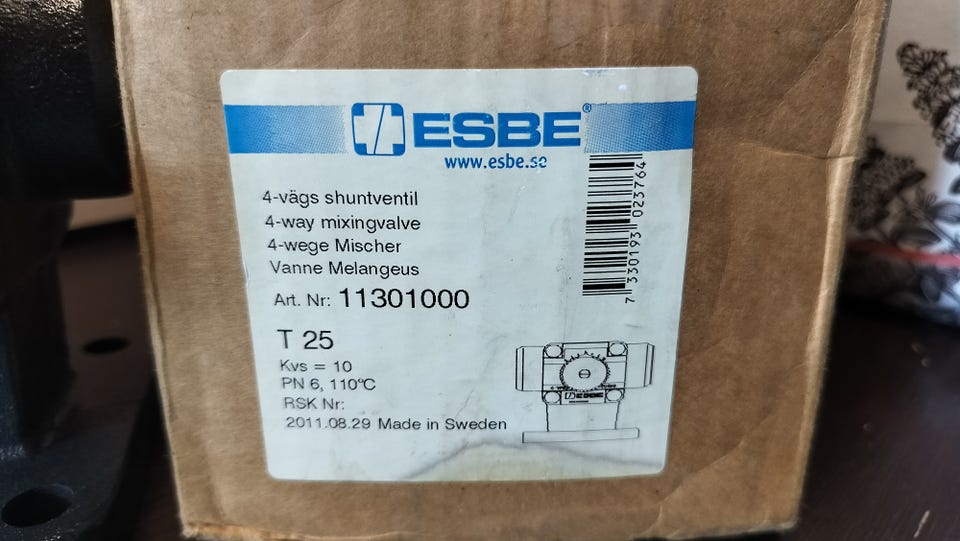 ESBE®
www.esbe.se
4-vägs shuntventil
4-way mixingvalve
4-wege Mischer
Vanne Melangeus
Art. Nr: 11301000
T 25
Kvs = 10
PN 6, 110°C
RSK Nr:
2011.08.29 Made in Sweden
7 330193 023764